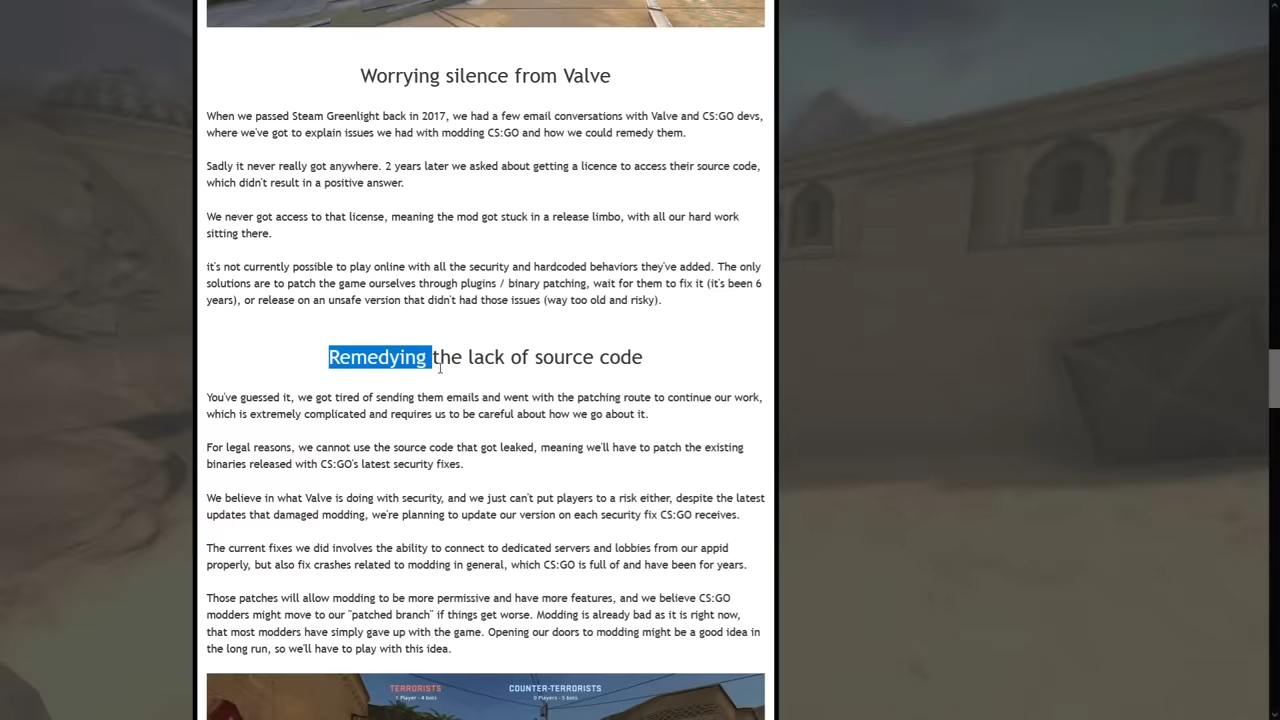 Worrying silence from Valve
When we passed Steam Greenlight back in 2017, we had a few email conversations with Valve and CS:GO devs,
where we've got to explain issues we had with modding CS:GO and how we could remedy them.
Sadly it never really got anywhere. 2 years later we asked about getting a licence to access their source code,
which didn't result in a positive answer.
We never got access to that license, meaning the mod got stuck in a release limbo, with all our hard work
sitting there.
it's not currently possible to play online with all the security and hardcoded behaviors they've added. The only
solutions are to patch the game ourselves through plugins / binary patching, wait for them to fix it (it's been 6
years), or release on an unsafe version that didn't had those issues (way too old and risky).
Remedying the lack of source code
You've guessed it, we got tired of sending them emails and went with the patching route to continue our work,
which is extremely complicated and requires us to be careful about how we go about it.
For legal reasons, we cannot use the source code that got leaked, meaning we'll have to patch the existing
binaries released with CS:GO's latest security fixes.
We believe in what Valve is doing with security, and we just can't put players to a risk either, despite the latest
updates that damaged modding, we're planning to update our version on each security fix CS:GO receives.
The current fixes we did involves the ability to connect to dedicated servers and lobbies from our appid
properly, but also fix crashes related to modding in general, which CS:GO is full of and have been for years.
Those patches will allow modding to be more permissive and have more features, and we believe CS:GO
modders might move to our "patched branch" if things get worse. Modding is already bad as it is right now,
that most modders have simply gave up with the game. Opening our doors to modding might be a good idea in
the long run, so we'll have to play with this idea.
TERRORISTS COUNTER-TERRORISTS
1 Player - 4 bots 0 Players - 5 bots